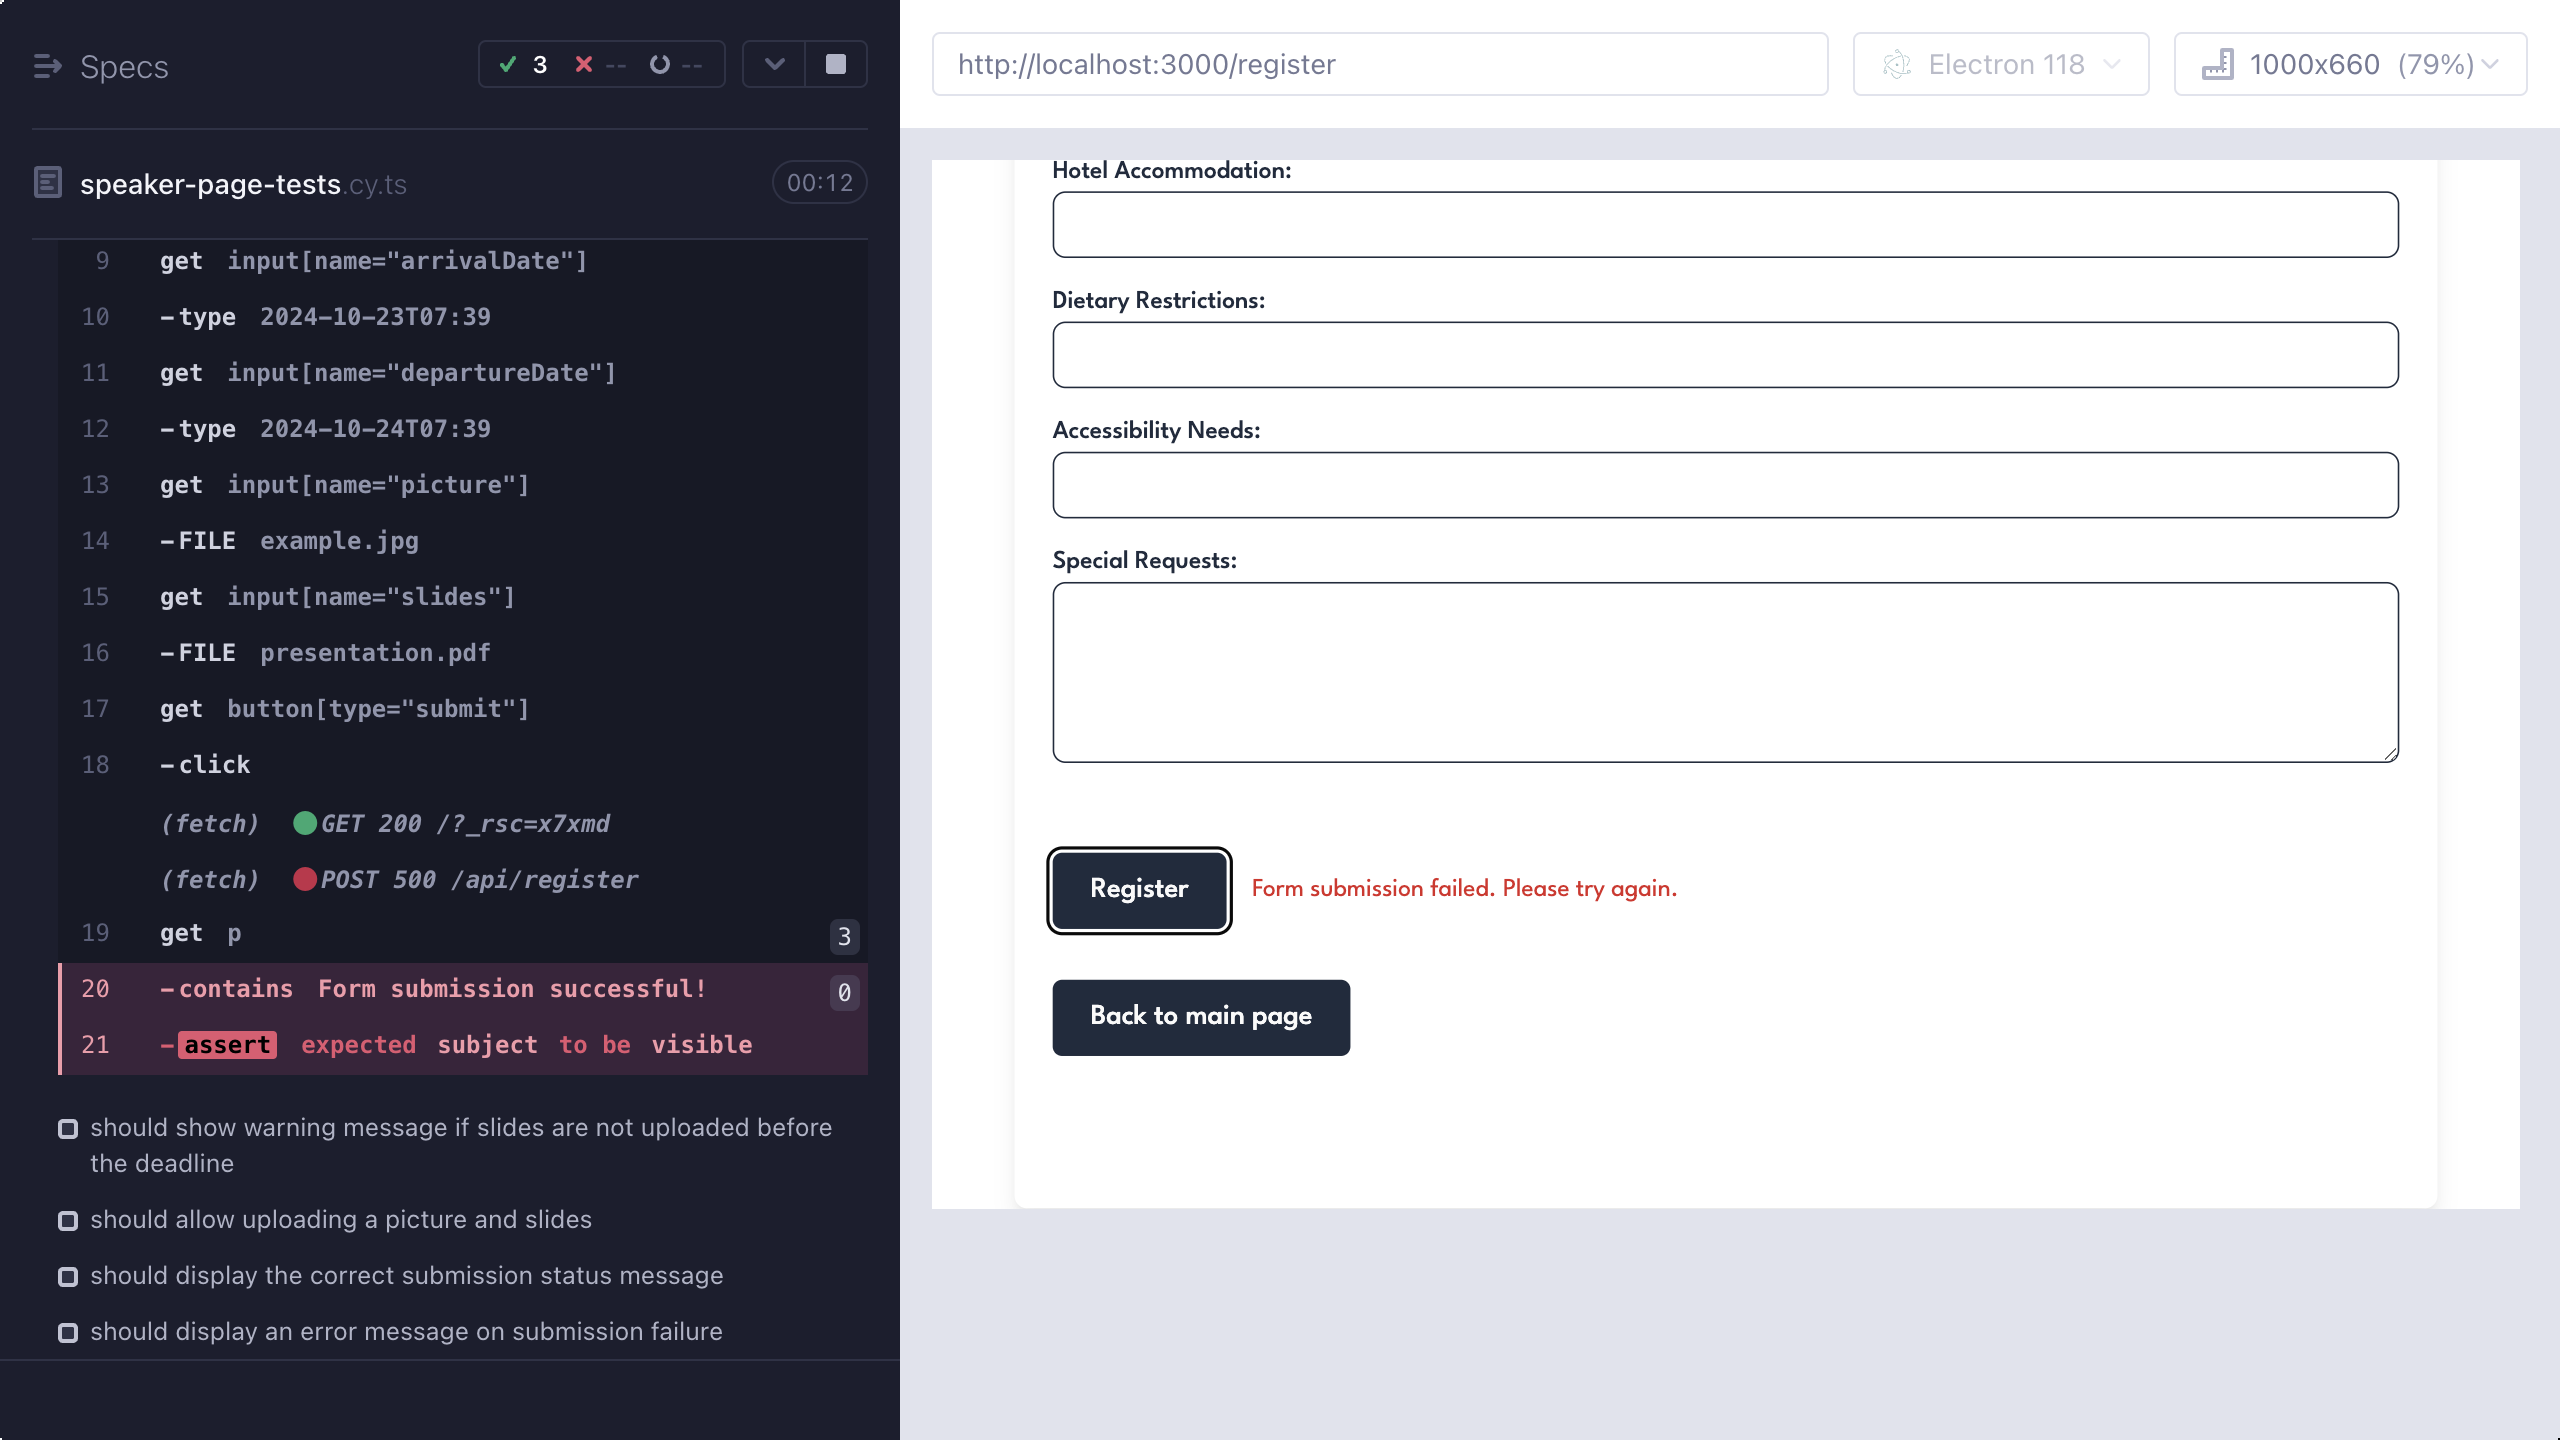 Specs
3 -- --
speaker-page-tests.cy.ts 00:12
9 get input[name="arrivalDate"]
10 -type 2024-10-23T07:39
11 get input[name="departureDate"]
12 -type 2024-10-24T07:39
13 get input[name="picture"]
14 -FILE example.jpg
15 get input[name="slides"]
16 -FILE presentation.pdf
17 get button[type="submit"]
18 -click
(fetch) GET 200 /?_rsc=x7xmd
(fetch) POST 500 /api/register
19 get p 3
20 -contains Form submission successful! 0
21 -assert expected subject to be visible
should show warning message if slides are not uploaded before
the deadline
should allow uploading a picture and slides
should display the correct submission status message
should display an error message on submission failure
http://localhost:3000/register
Electron 118
1000x660 (79%)
Hotel Accommodation:
Dietary Restrictions:
Accessibility Needs:
Special Requests:
Register Form submission failed. Please try again.
Back to main page